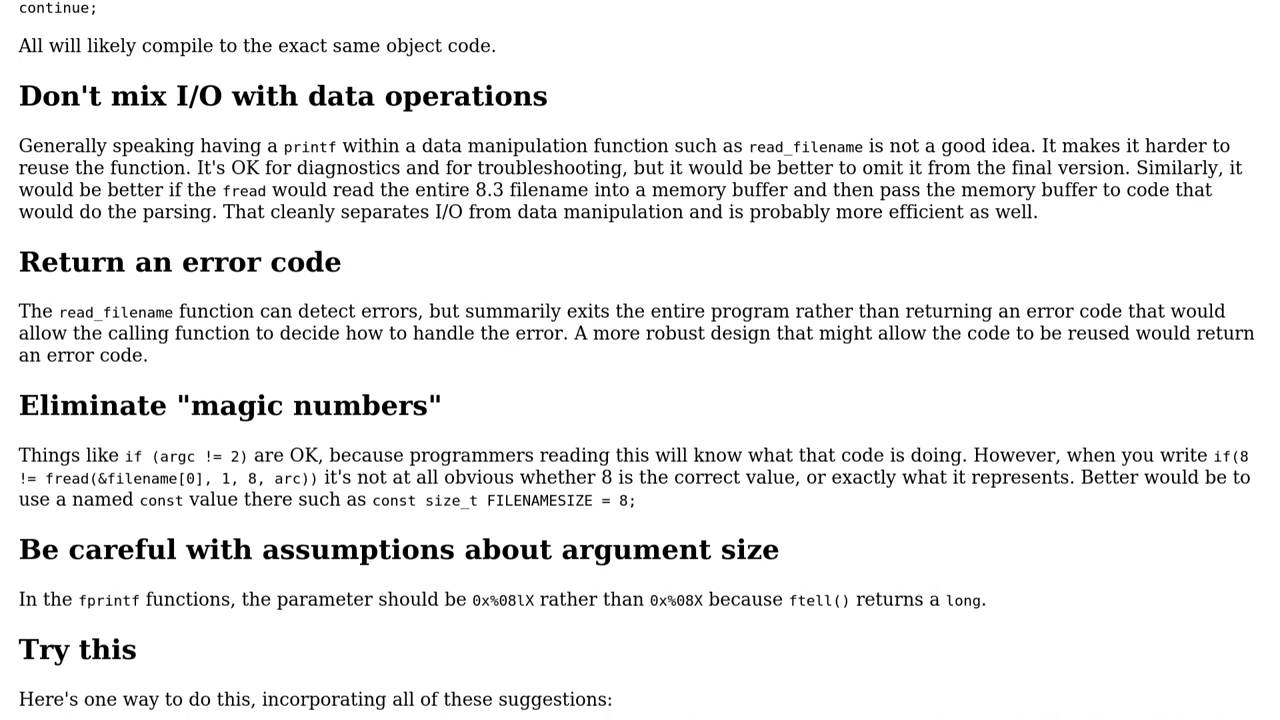 continue;
All will likely compile to the exact same object code.
Don't mix I/O with data operations
Generally speaking having a printf within a data manipulation function such as read_filename is not a good idea. It makes it harder to
reuse the function. It's OK for diagnostics and for troubleshooting, but it would be better to omit it from the final version. Similarly, it
would be better if the fread would read the entire 8.3 filename into a memory buffer and then pass the memory buffer to code that
would do the parsing. That cleanly separates I/O from data manipulation and is probably more efficient as well.
Return an error code
The read_filename function can detect errors, but summarily exits the entire program rather than returning an error code that would
allow the calling function to decide how to handle the error. A more robust design that might allow the code to be reused would return
an error code.
Eliminate "magic numbers"
Things like if (argc != 2) are OK, because programmers reading this will know what that code is doing. However, when you write if(8
!= fread(&filename[0], 1, 8, arc)) it's not at all obvious whether 8 is the correct value, or exactly what it represents. Better would be to
use a named const value there such as const size_t FILENAMESIZE = 8;
Be careful with assumptions about argument size
In the fprintf functions, the parameter should be 0x%08lX rather than 0x%08X because ftell() returns a long.
Try this
Here's one way to do this, incorporating all of these suggestions: